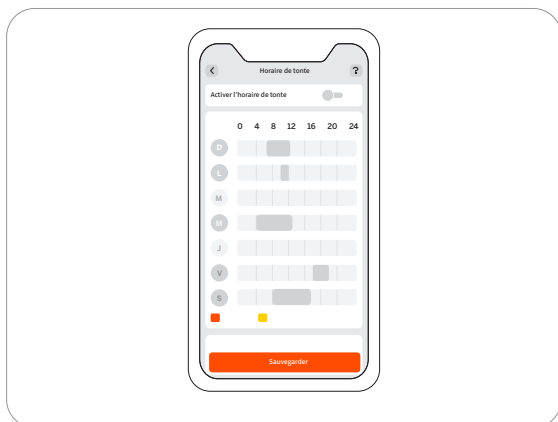 Horaire de tonte ?
Activer l'horaire de tonte
0 4 8 12 16 20 24
D
L
M
M
J
V
S
Sauvegarder